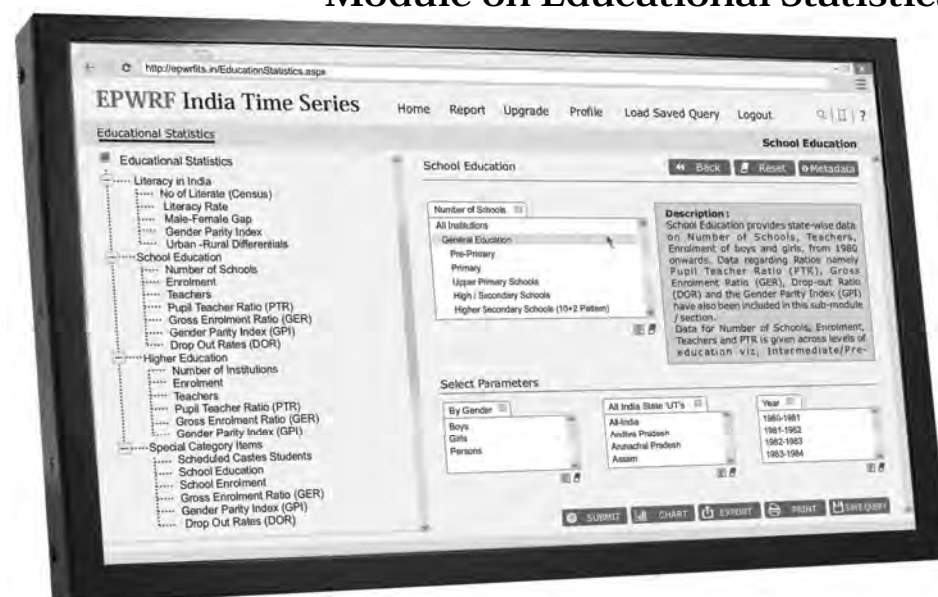 Module on Educational Statistics
http://epwrfits.in/EducationStatistics.aspx
EPWRF India Time Series
Home Report Upgrade Profile Load Saved Query Logout
?
Educational Statistics
School Education
Educational Statistics
Literacy in India
No of Literate (Census)
Literacy Rate
Male-Female Gap
Gender Parity Index
Urban -Rural Differentials
School Education
Number of Schools
Enrolment
Teachers
Pupil Teacher Ratio (PTR)
Gross Enrolment Ratio (GER)
Gender Parity Index (GPI)
Drop Out Rates (DOR)
Higher Education
Number of Institutions
Enrolment
Teachers
Pupil Teacher Ratio (PTR)
Gross Enrolment Ratio (GER)
Gender Parity Index (GPI)
Special Category Items
Scheduled Castes Students
School Education
School Enrolment
Gross Enrolment Ratio (GER)
Gender Parity Index (GPI)
Drop Out Rates (DOR)
School Education
Back Reset Metadata
Number of Schools
All Institutions
General Education
Pre-Primary
Primary
Upper Primary Schools
High / Secondary Schools
Higher Secondary Schools (10+2 Pattern)
Description :
School Education provides state-wise data
on Number of Schools, Teachers,
Enrolment of boys and girls, from 1980
onwards. Data regarding Ratios namely
Pupil Teacher Ratio (PTR), Gross
Enrolment Ratio (GER), Drop-out Ratio
(DOR) and the Gender Parity Index (GPI)
have also been included in this sub-module
/ section.
Data for Number of Schools, Enrolment,
Teachers and PTR is given across levels of
education viz, Intermediate/Pre-
Select Parameters
By Gender
Boys
Girls
Persons
All India State 'UT's
All-India
Andhra Pradesh
Arunachal Pradesh
Assam
Year
1980-1981
1981-1982
1982-1983
1983-1984
SUBMIT CHART EXPORT PRINT SAVE QUERY